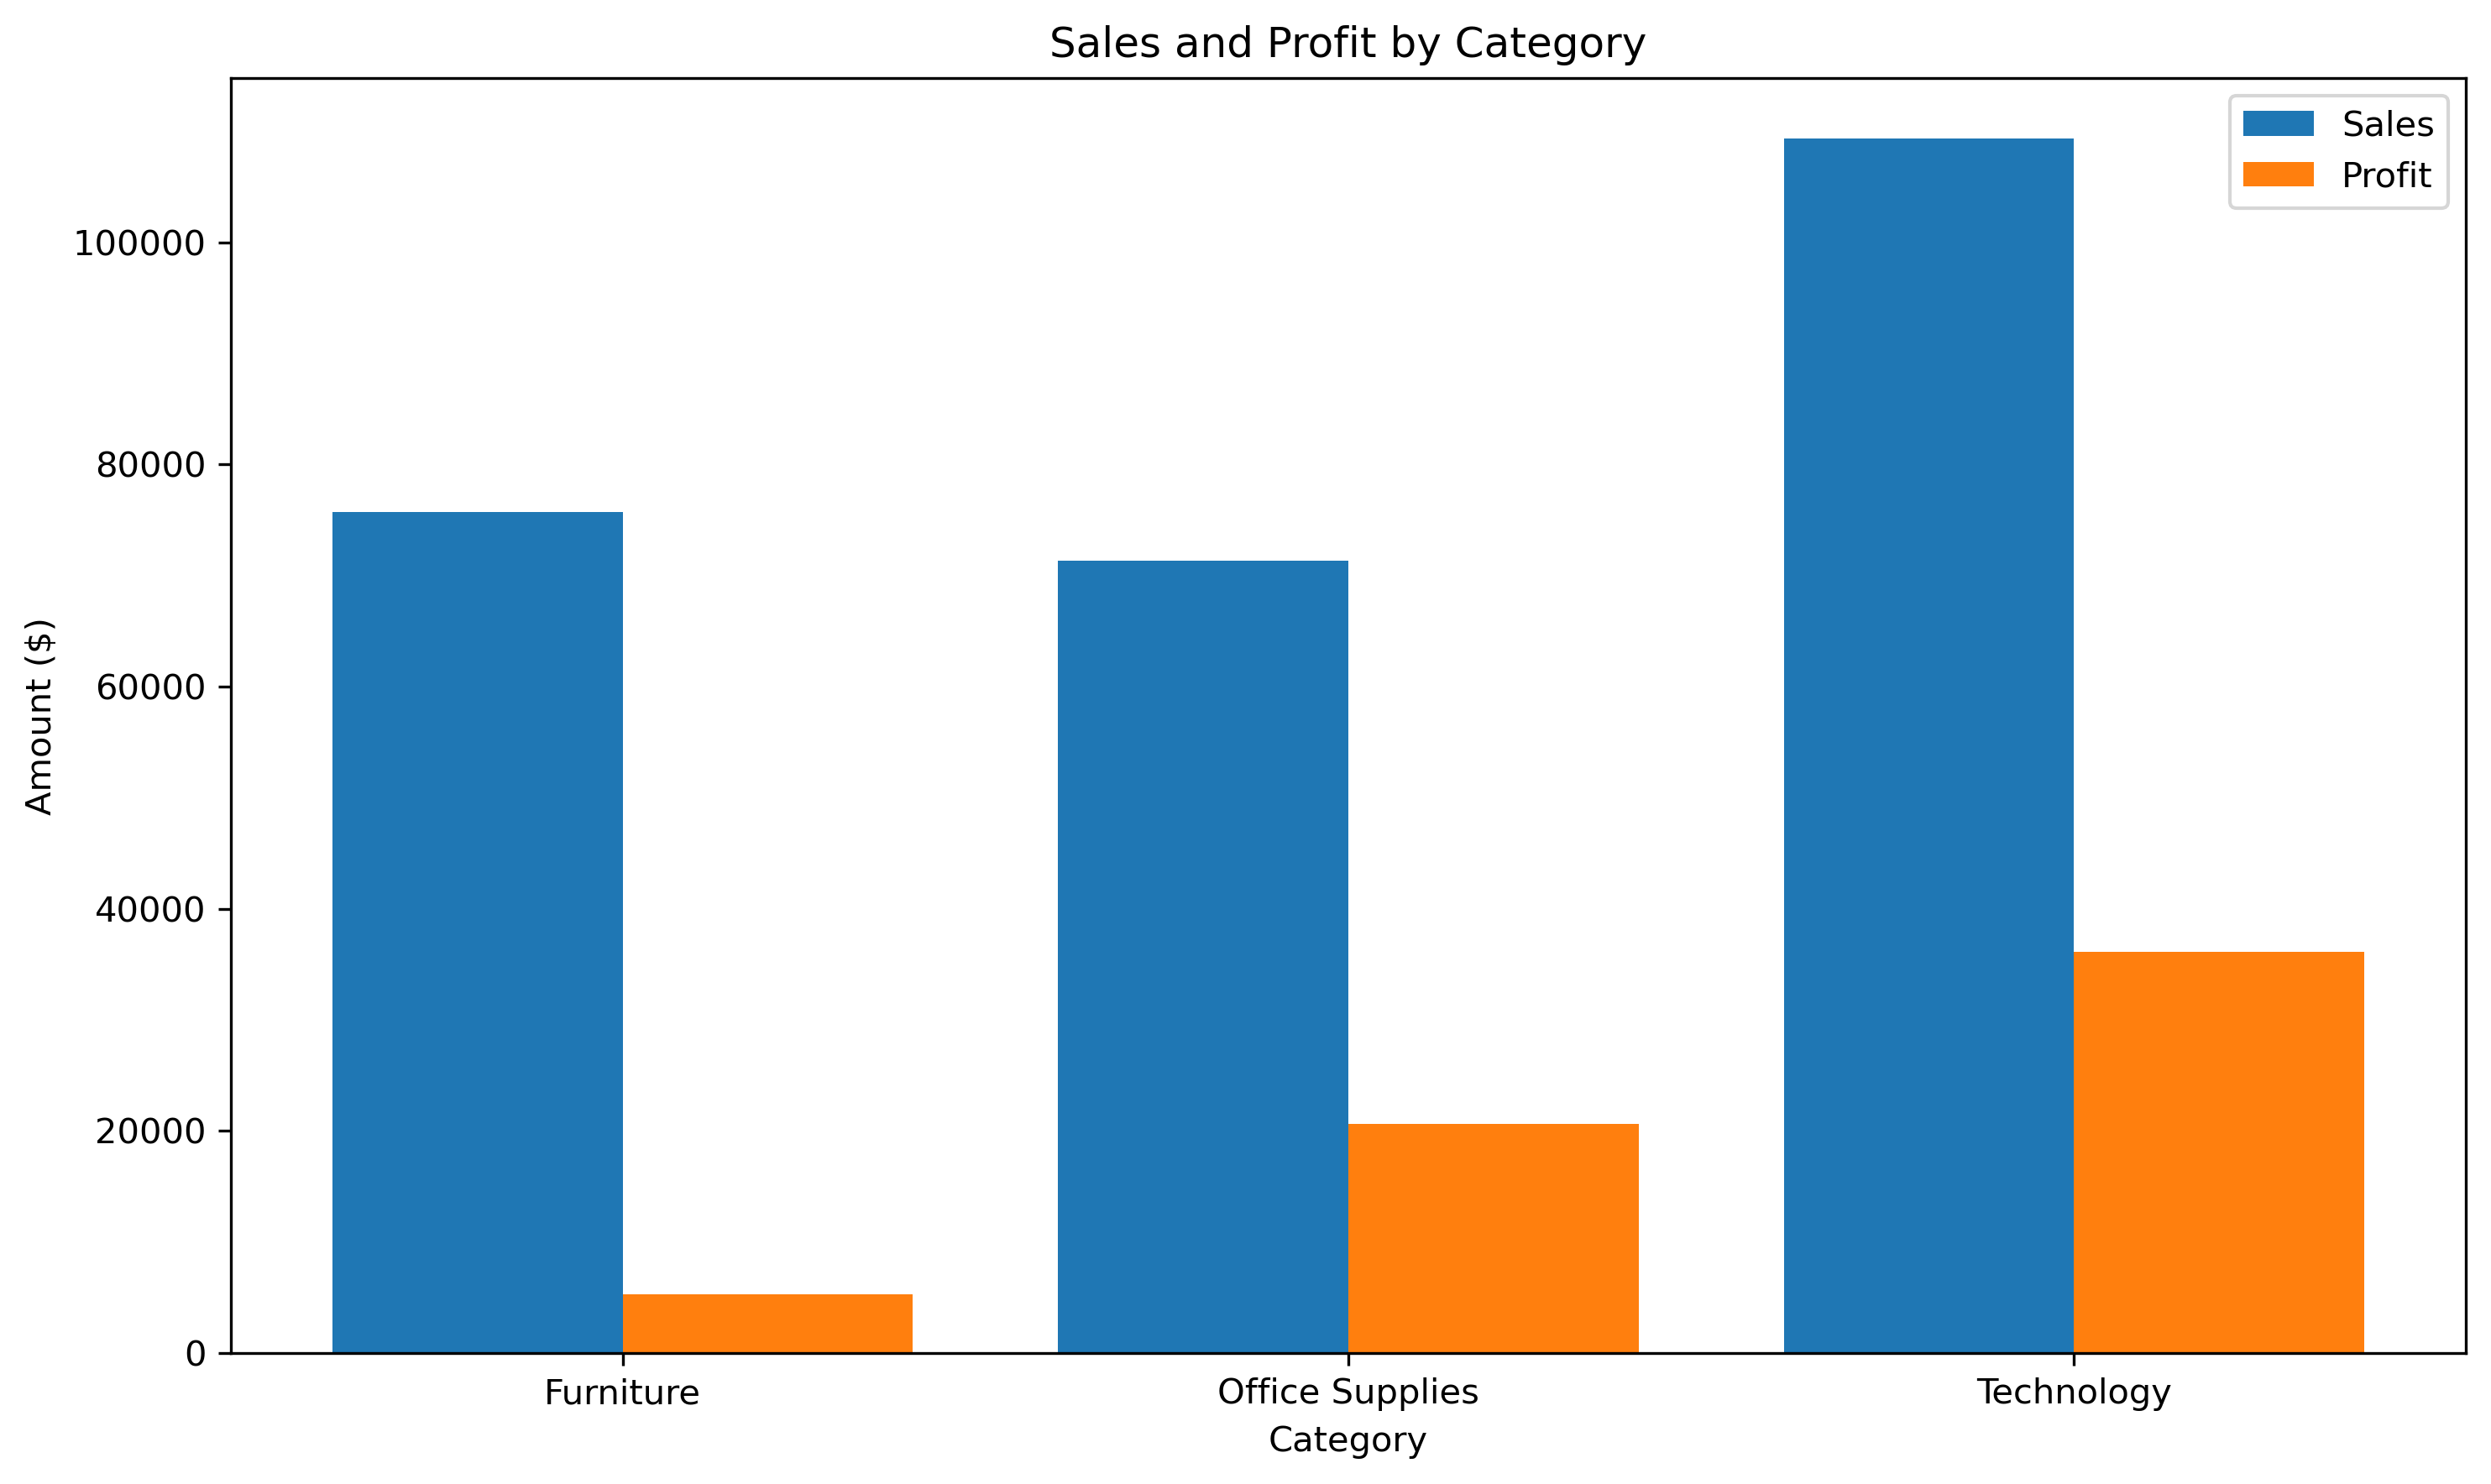 Sales and Profit by Category
Sales
Profit
100000
80000
60000
40000
20000
0
Amount ($)
Furniture
Office Supplies
Technology
Category